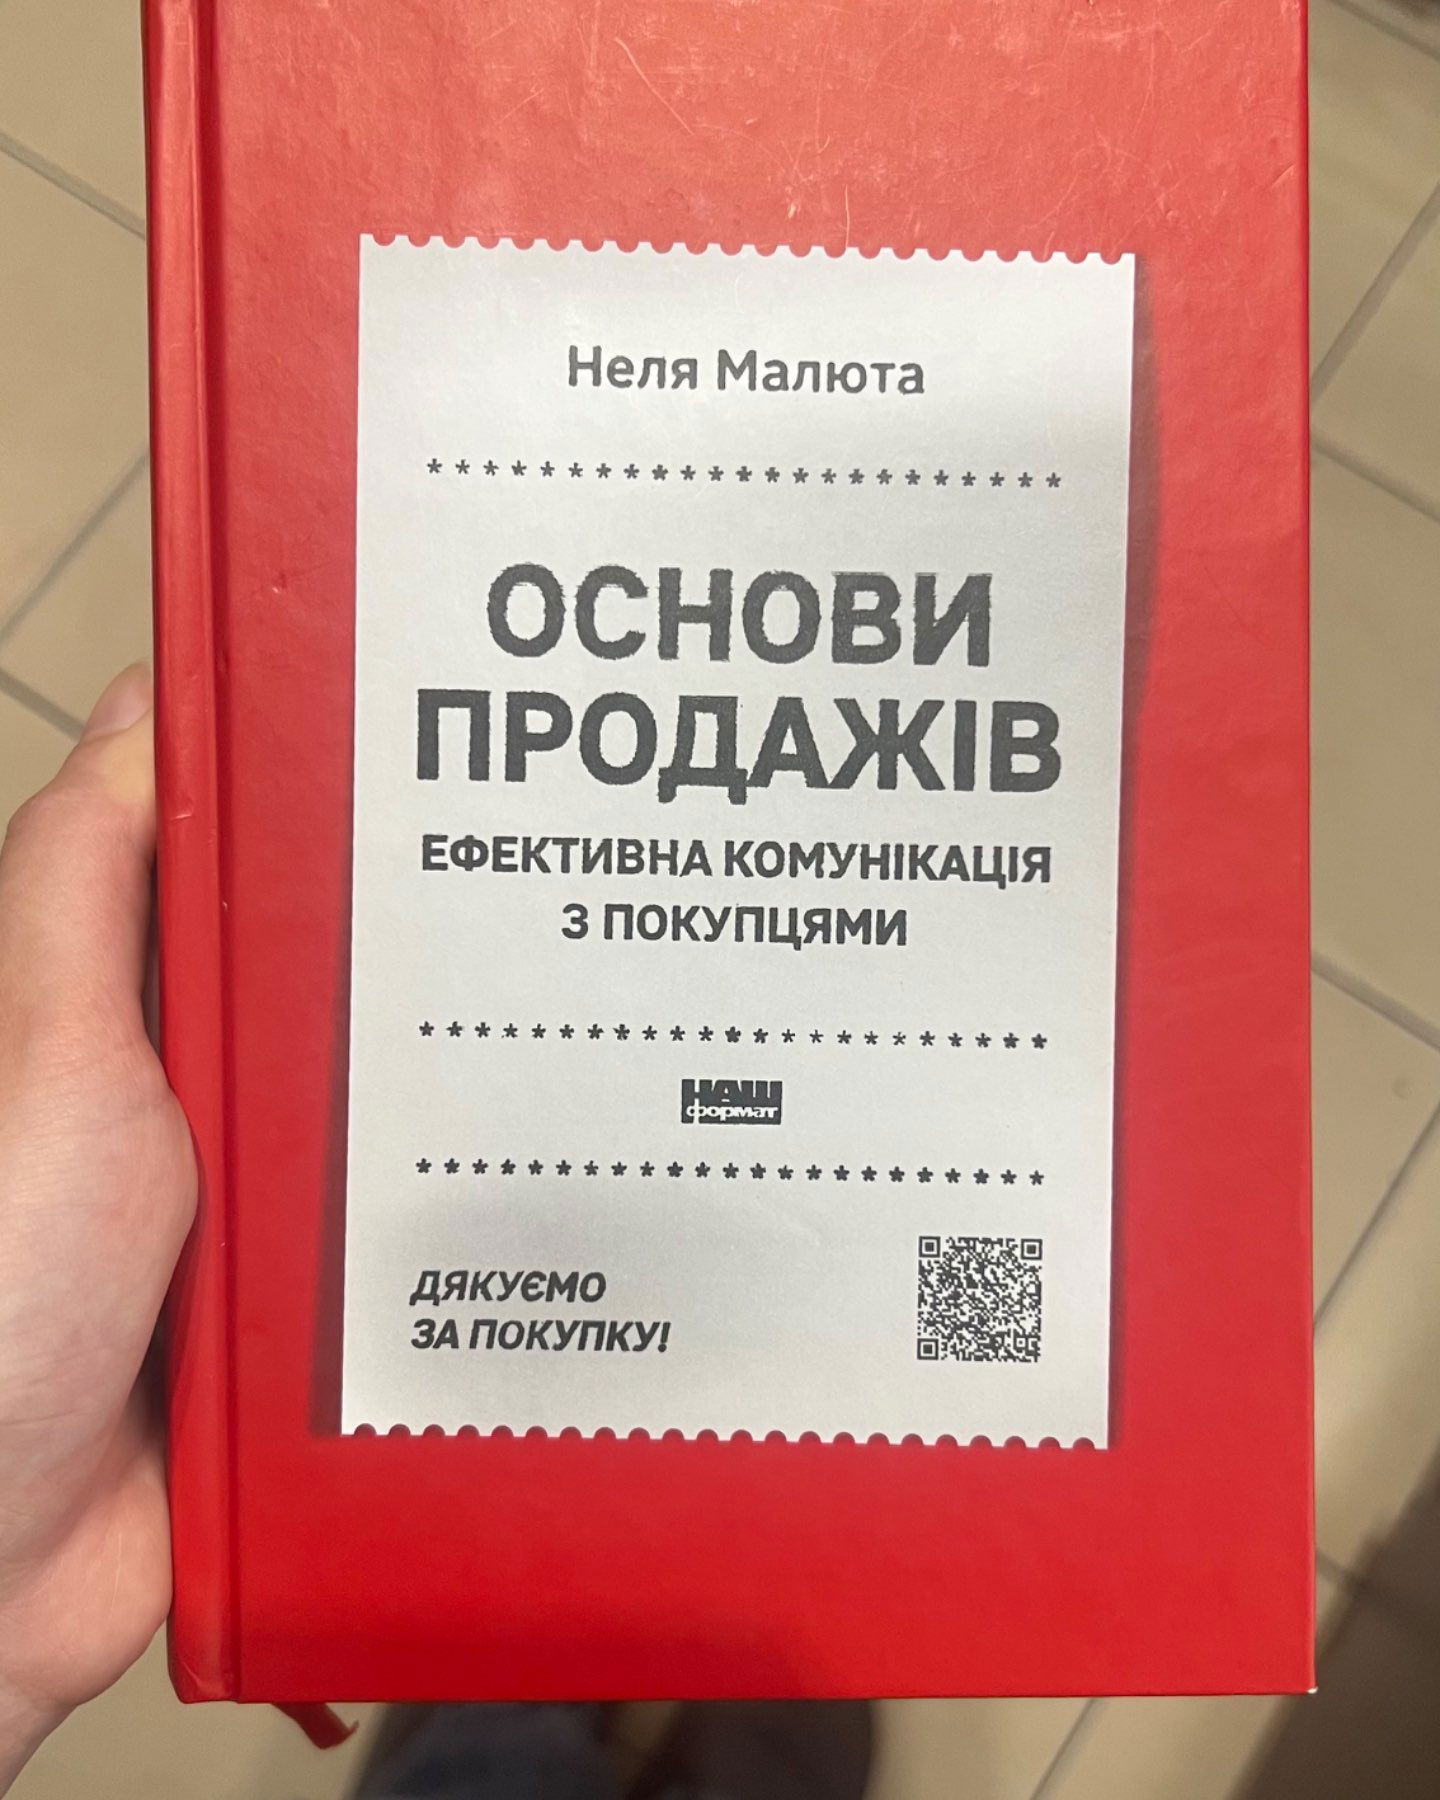 Неля Малюта
* * * * * * * * * * * * * * * * * * * * * * *
ОСНОВИ
ПРОДАЖІВ
ЕФЕКТИВНА КОМУНІКАЦІЯ
З ПОКУПЦЯМИ
* * * * * * * * * * * * * * * * * * * * * * *
НАШ
формат
* * * * * * * * * * * * * * * * * * * * * * *
ДЯКУЄМО
ЗА ПОКУПКУ!